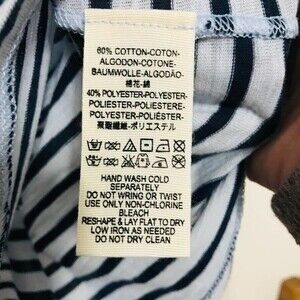 60% COTTON-COTON-
ALGODON-COTONE-
BAUMWOLLE-ALGODÃO-
棉花-綿
40% POLYESTER-POLYESTER-
POLIESTER-POLIESTERE-
POLYESTER-POLIÉSTER-
聚酯纖維-ポリエステル
HAND WASH COLD
SEPARATELY
DO NOT WRING OR TWIST
USE ONLY NON-CHLORINE
BLEACH
RESHAPE & LAY FLAT TO DRY
LOW IRON AS NEEDED
DO NOT DRY CLEAN